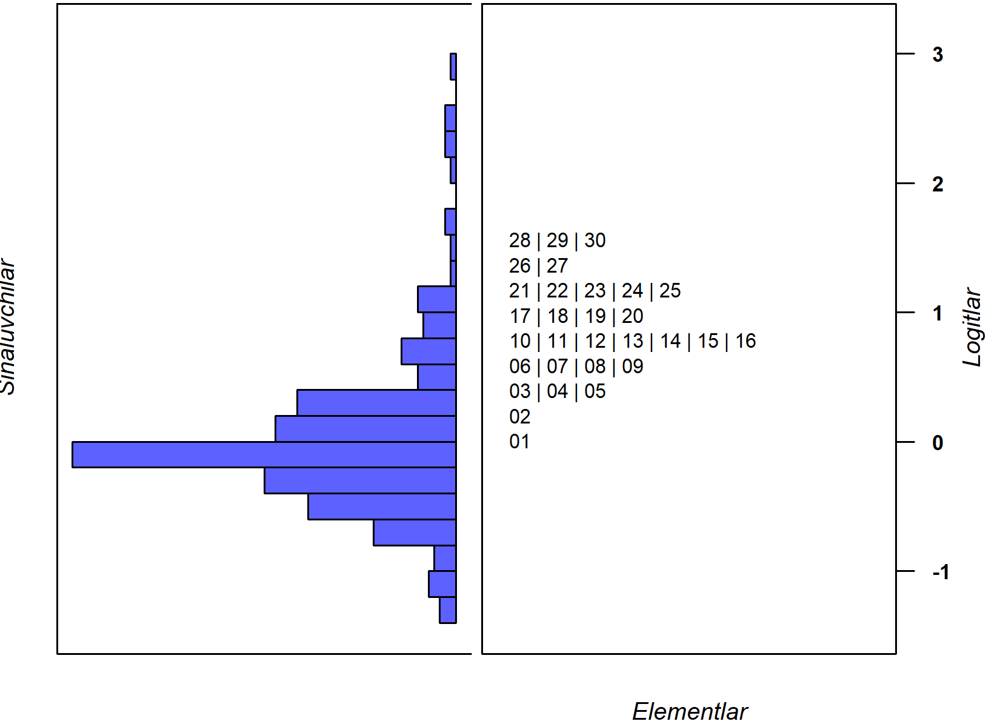 Sinaluvchilar
28 | 29 | 30
26 | 27
21 | 22 | 23 | 24 | 25
17 | 18 | 19 | 20
10 | 11 | 12 | 13 | 14 | 15 | 16
06 | 07 | 08 | 09
03 | 04 | 05
02
01
3
2
1
0
-1
Logitlar
Elementlar